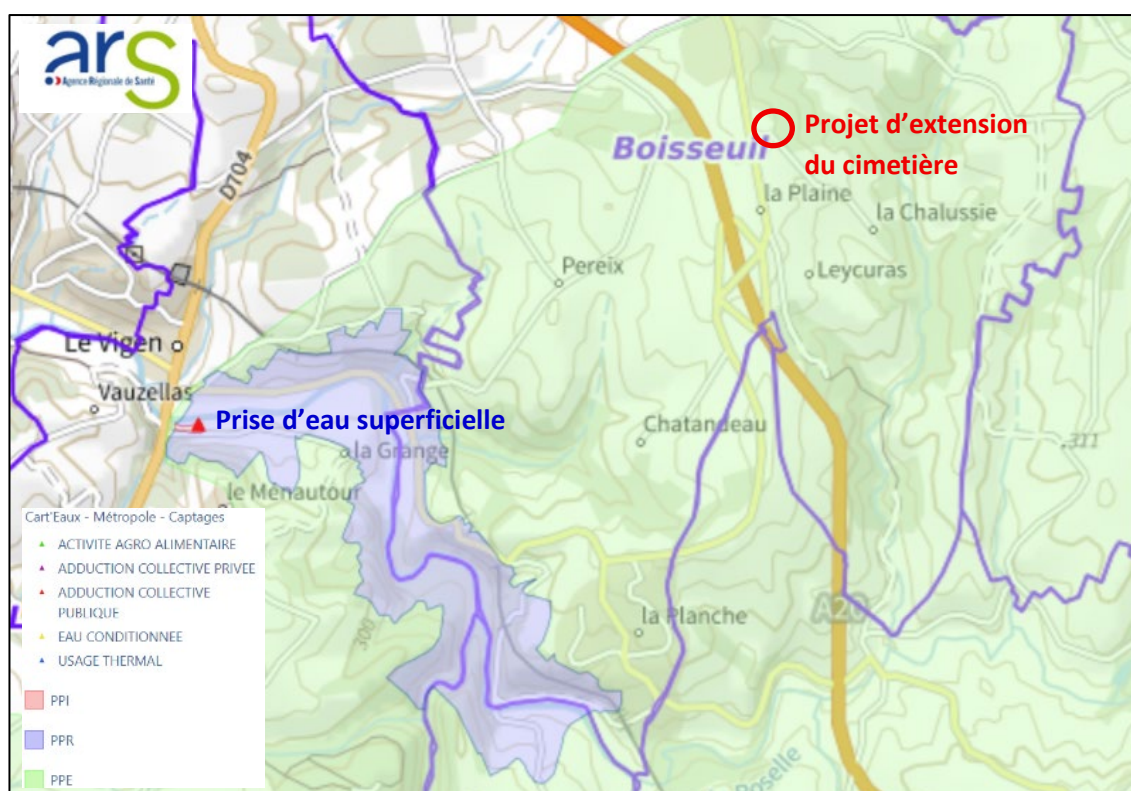 ars
Agence Régionale de Santé
D704
Projet d'extension
du cimetière
Boisseuil
la Plaine
la Chalussie
Pereix
Leycuras
Le Vigen
Vauzellas
Prise d'eau superficielle
Chatandeau
311
la Grange
le Ménautour
Cart'Eaux - Métropole - Captages
ACTIVITE AGRO ALIMENTAIRE
ADDUCTION COLLECTIVE PRIVEE
ADDUCTION COLLECTIVE
PUBLIQUE
EAU CONDITIONNEE
USAGE THERMAL
PPI
PPR
PPE
300
la Planche
A20
Roselle